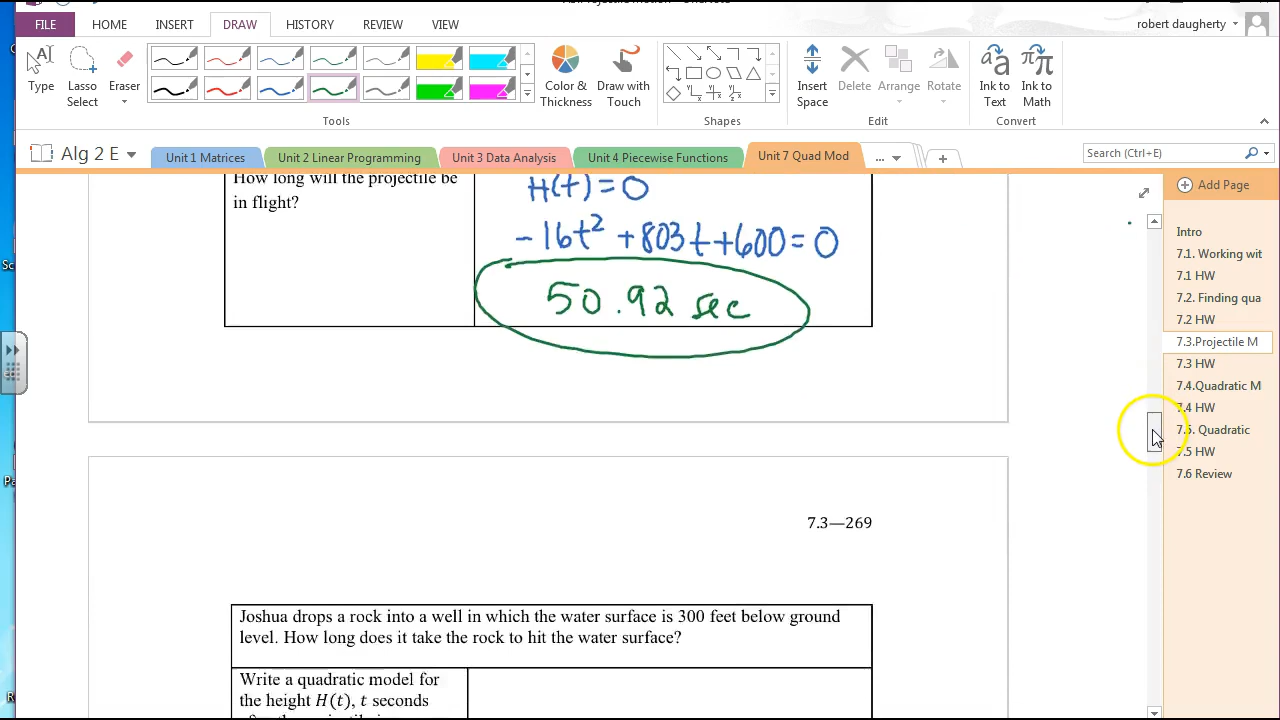 FILE
HOME
INSERT
DRAW
HISTORY
REVIEW
VIEW
robert daugherty
Type
Lasso Select
Eraser
Color & Thickness
Draw with Touch
Insert Space
Delete
Arrange
Rotate
Ink to Text
Ink to Math
Tools
Shapes
Edit
Convert
Alg 2 E
Unit 1 Matrices
Unit 2 Linear Programming
Unit 3 Data Analysis
Unit 4 Piecewise Functions
Unit 7 Quad Mod
...
Search (Ctrl+E)
How long will the projectile be
in flight?
H(t) = 0
-16t² +803t+600=0
50.92 sec
7.3—269
Joshua drops a rock into a well in which the water surface is 300 feet below ground
level. How long does it take the rock to hit the water surface?
Write a quadratic model for
the height H(t), t seconds
Add Page
Intro
7.1. Working wit
7.1 HW
7.2. Finding qua
7.2 HW
7.3.Projectile M
7.3 HW
7.4.Quadratic M
7.4 HW
7.5. Quadratic
7.5 HW
7.6 Review